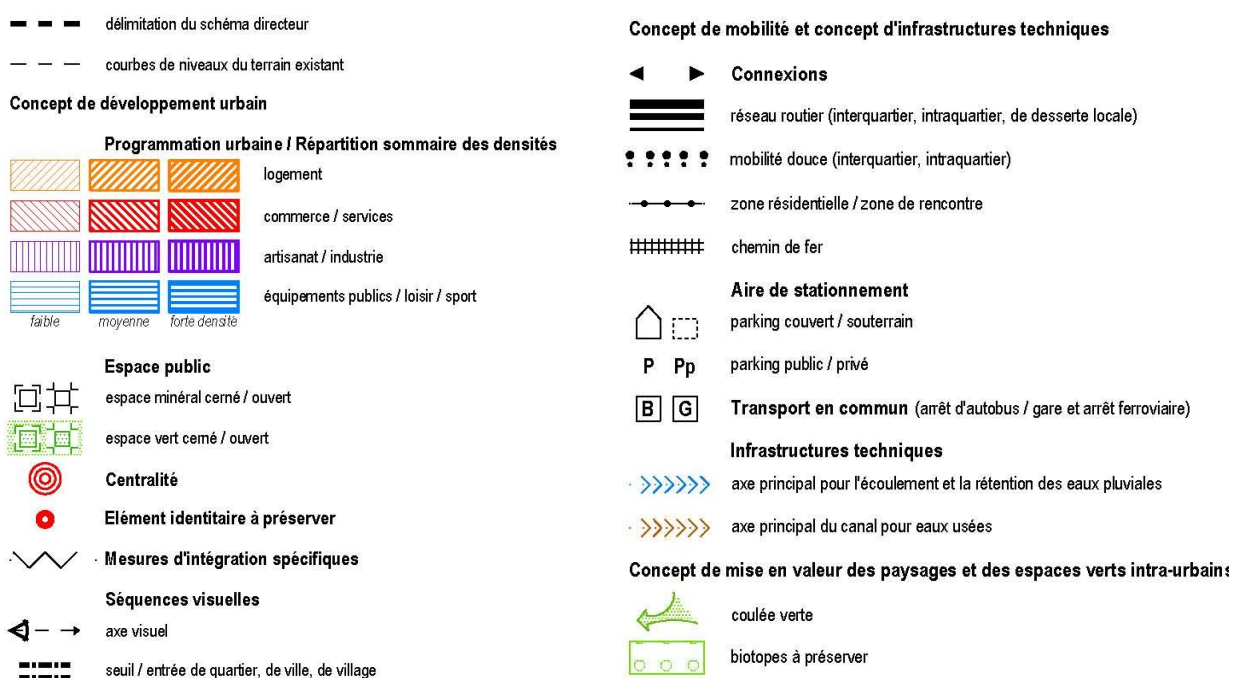 délimitation du schéma directeur
courbes de niveaux du terrain existant
Concept de développement urbain
Programmation urbaine / Répartition sommaire des densités
logement
commerce / services
artisanat / industrie
équipements publics / loisir / sport
faible moyenne forte densité
Espace public
espace minéral cerné / ouvert
espace vert cerné / ouvert
Centralité
Elément identitaire à préserver
Mesures d'intégration spécifiques
Séquences visuelles
axe visuel
seuil / entrée de quartier, de ville, de village
Concept de mobilité et concept d'infrastructures techniques
Connexions
réseau routier (interquartier, intraquartier, de desserte locale)
mobilité douce (interquartier, intraquartier)
zone résidentielle / zone de rencontre
chemin de fer
Aire de stationnement
parking couvert / souterrain
P Pp parking public / privé
B G Transport en commun (arrêt d'autobus / gare et arrêt ferroviaire)
Infrastructures techniques
axe principal pour l'écoulement et la rétention des eaux pluviales
axe principal du canal pour eaux usées
Concept de mise en valeur des paysages et des espaces verts intra-urbains
coulée verte
biotopes à préserver